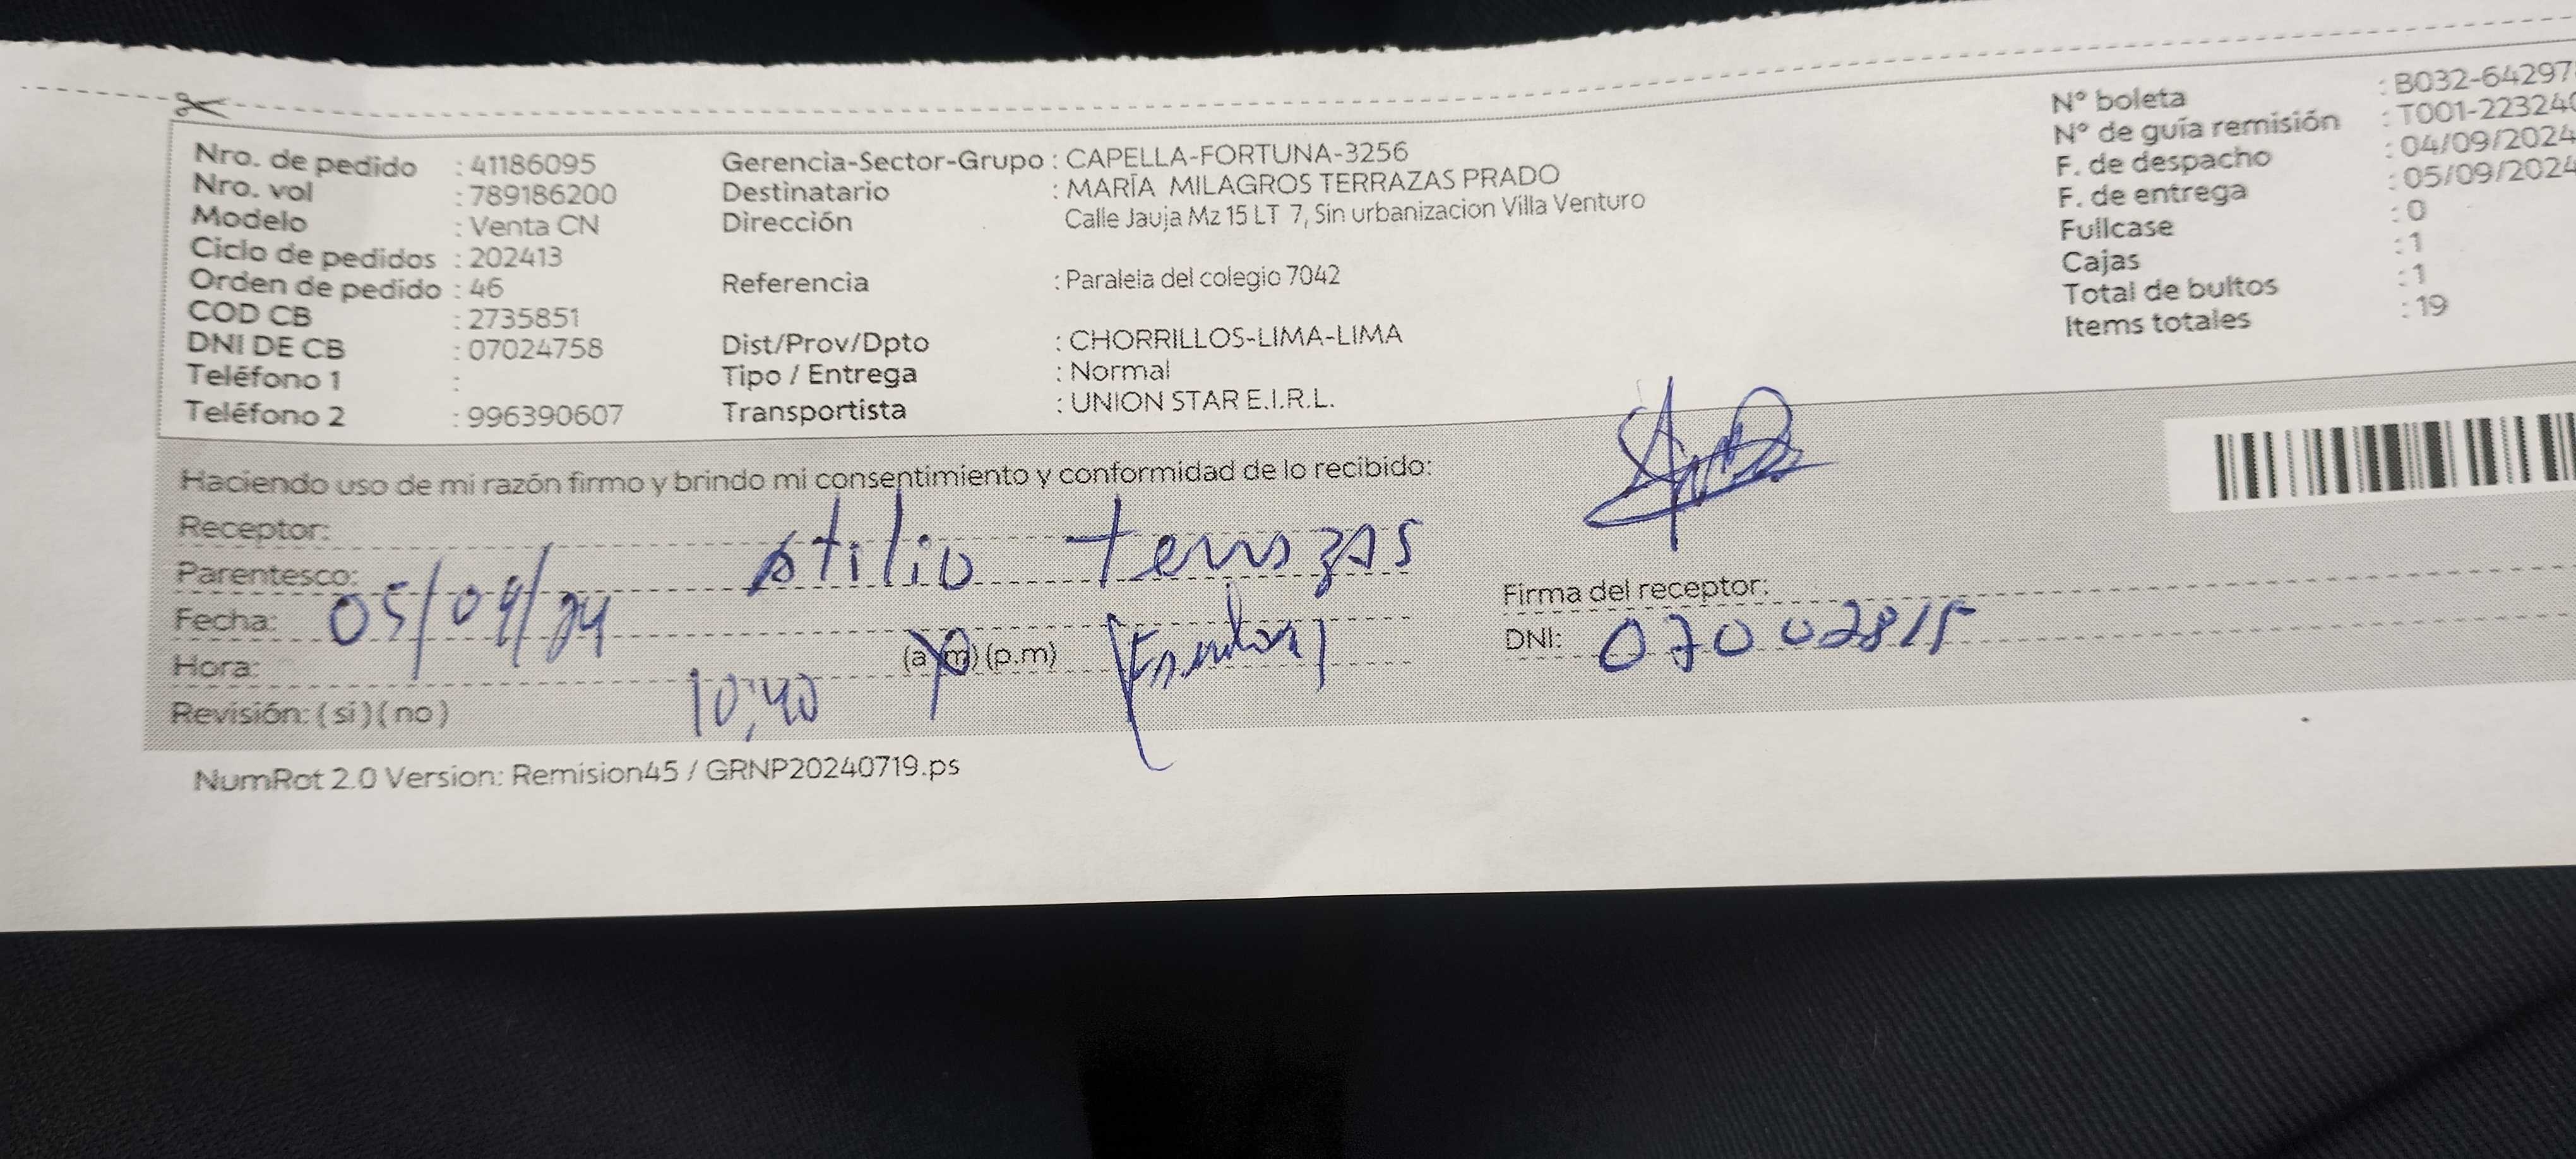 Nro. de pedido : 41186095 Gerencia-Sector-Grupo : CAPELLA-FORTUNA-3256 N° boleta : B032-64297
Nro. vol : 789186200 Destinatario : MARÍA MILAGROS TERRAZAS PRADO N° de guía remisión : T001-22324
Modelo : Venta CN Dirección Calle Jauja Mz 15 LT 7, Sin urbanizacion Villa Venturo F. de despacho : 04/09/2024
Ciclo de pedidos : 202413 F. de entrega : 05/09/2024
Orden de pedido : 46 Referencia : Paralela del colegio 7042 Fullcase : 0
COD CB : 2735851 Cajas : 1
DNI DE CB : 07024758 Dist/Prov/Dpto : CHORRILLOS-LIMA-LIMA Total de bultos : 1
Teléfono 1 : Tipo / Entrega : Normal Items totales : 19
Teléfono 2 : 996390607 Transportista : UNION STAR E.I.R.L.
Haciendo uso de mi razón firmo y brindo mi consentimiento y conformidad de lo recibido:
Receptor: stilio terrazas
Parentesco: Firma del receptor:
Fecha: 05/09/24 DNI: 07002815
Hora: 10:40 (a.m) (p.m)
Revisión: ( si ) ( no )
NumRot 2.0 Version: Remision45 / GRNP20240719.ps